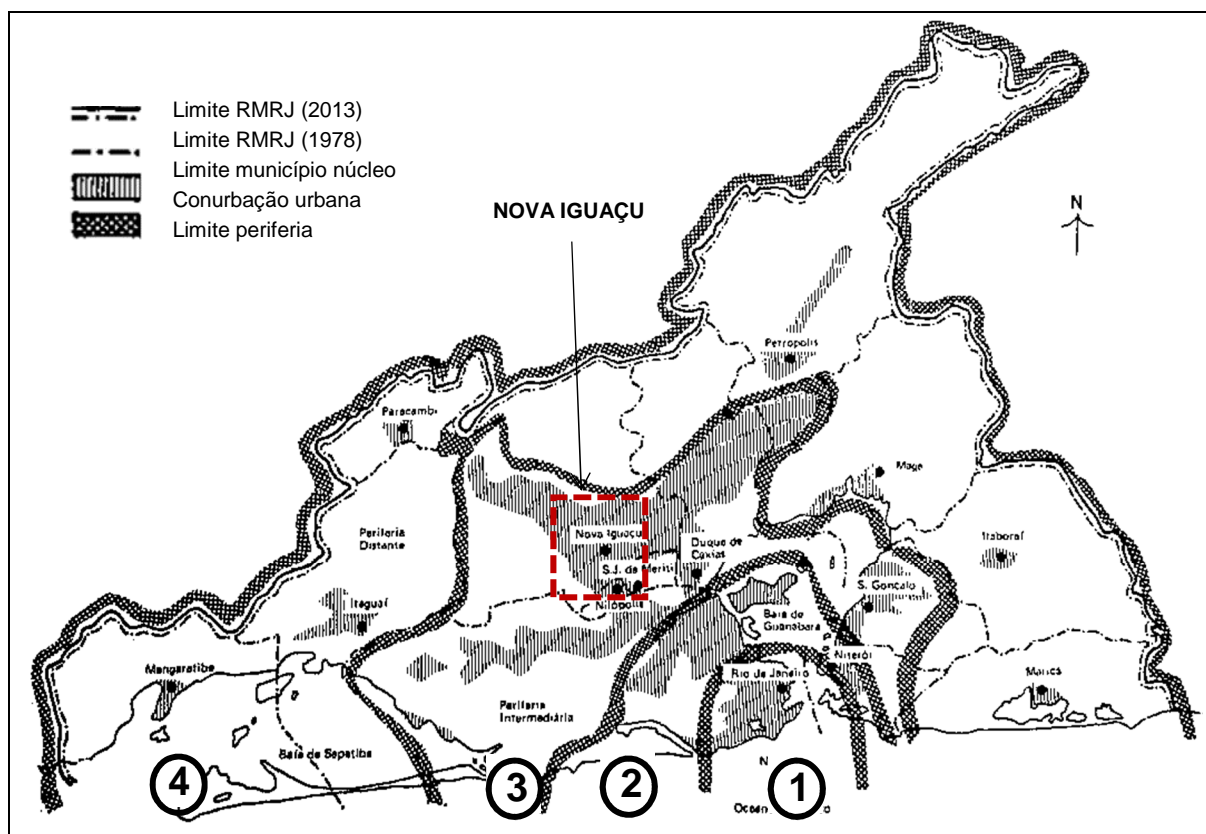 Limite RMRJ (2013)
Limite RMRJ (1978)
Limite município núcleo
Conurbação urbana
Limite periferia
NOVA IGUAÇU
N
Petropolis
Paracambi
Mage
Periferia
Distante
Nova Iguaçu
Duque de
Caxias
Itaboraí
S.J. de Meriti
S. Gonçalo
Itaguaí
Nilópolis
Baía de
Guanabara
Niterói
Mangaratiba
Rio de Janeiro
Maricá
Periferia
Intermediária
Baía de Sepetiba
N
4
3
2
1
Ocean
o